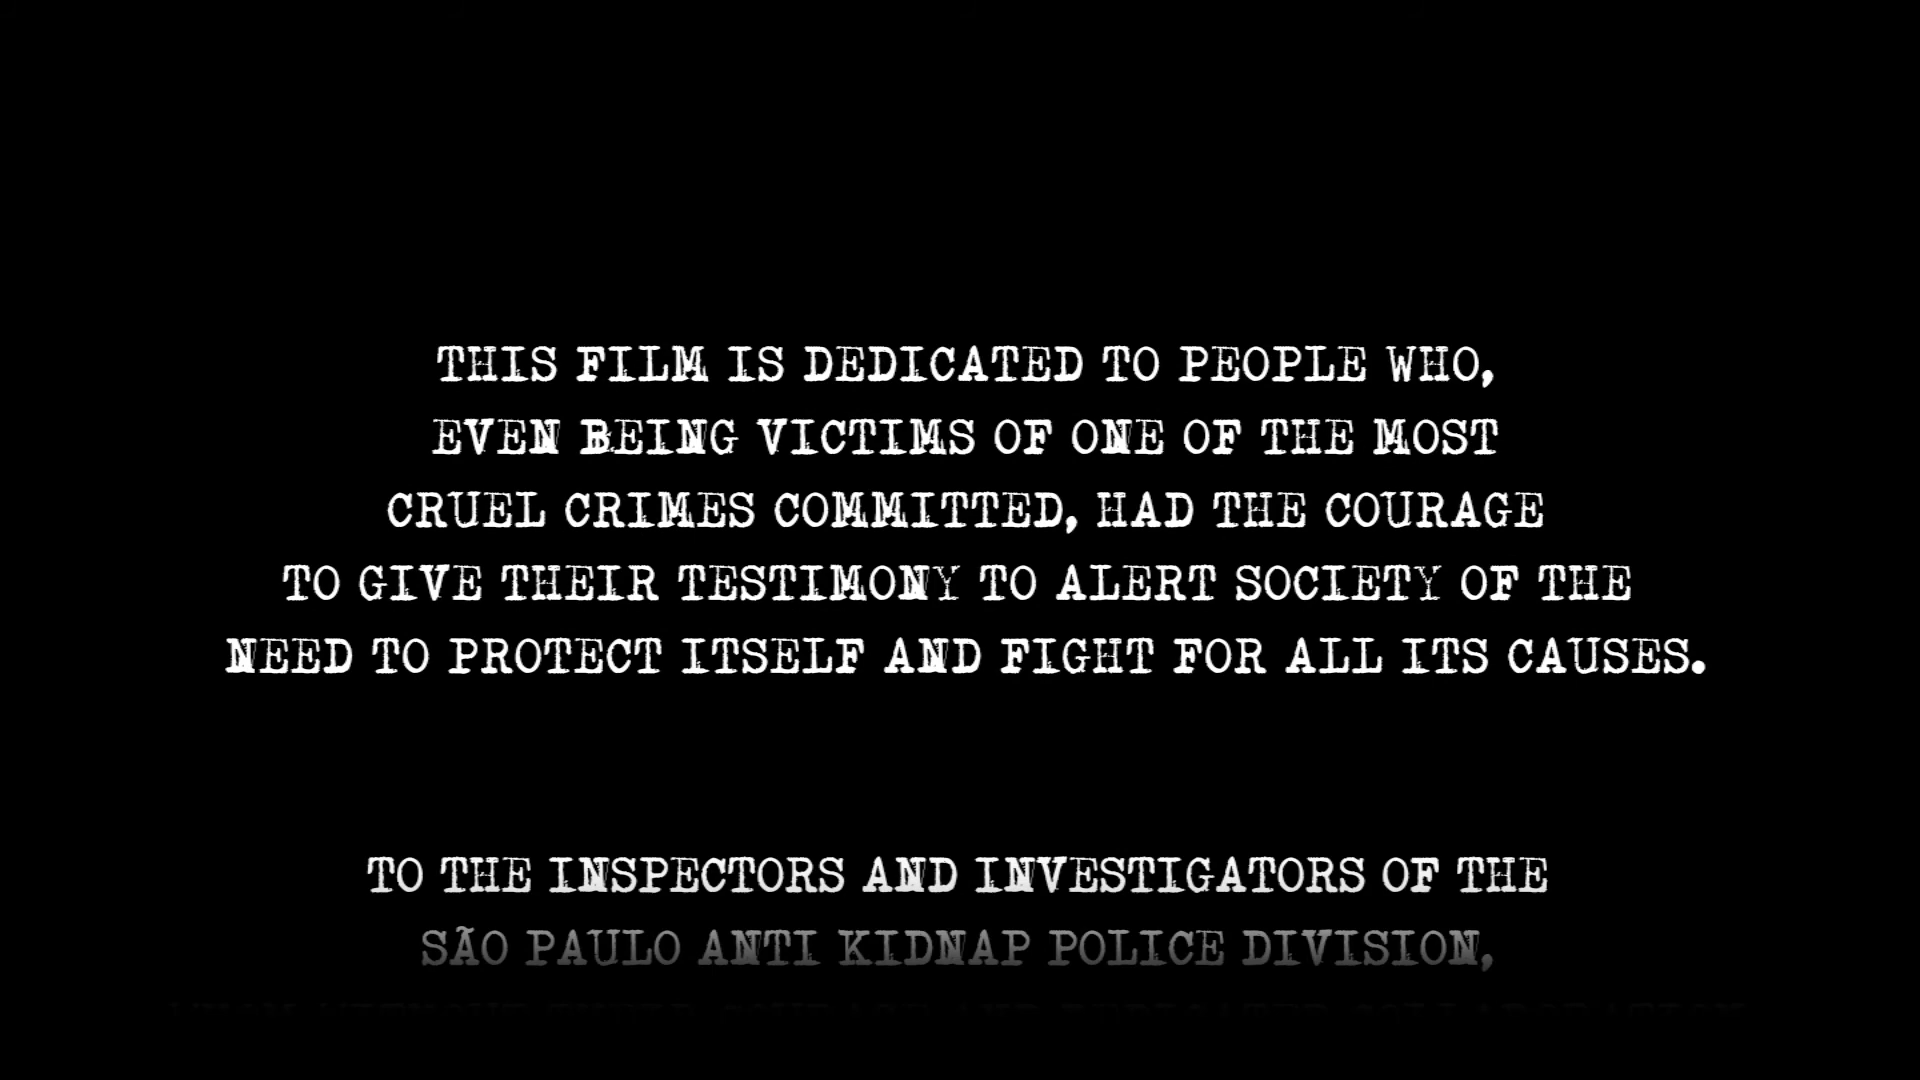 THIS FILM IS DEDICATED TO PEOPLE WHO,
EVEN BEING VICTIMS OF ONE OF THE MOST
CRUEL CRIMES COMMITTED, HAD THE COURAGE
TO GIVE THEIR TESTIMONY TO ALERT SOCIETY OF THE
NEED TO PROTECT ITSELF AND FIGHT FOR ALL ITS CAUSES.
TO THE INSPECTORS AND INVESTIGATORS OF THE
SÃO PAULO ANTI KIDNAP POLICE DIVISION,